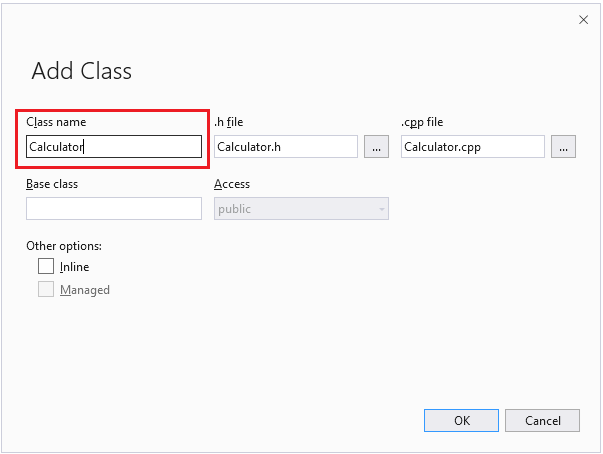 Add Class
Class name .h file .cpp file
Calculator Calculator.h ... Calculator.cpp ...
Base class Access
public
Other options:
Inline
Managed
OK Cancel